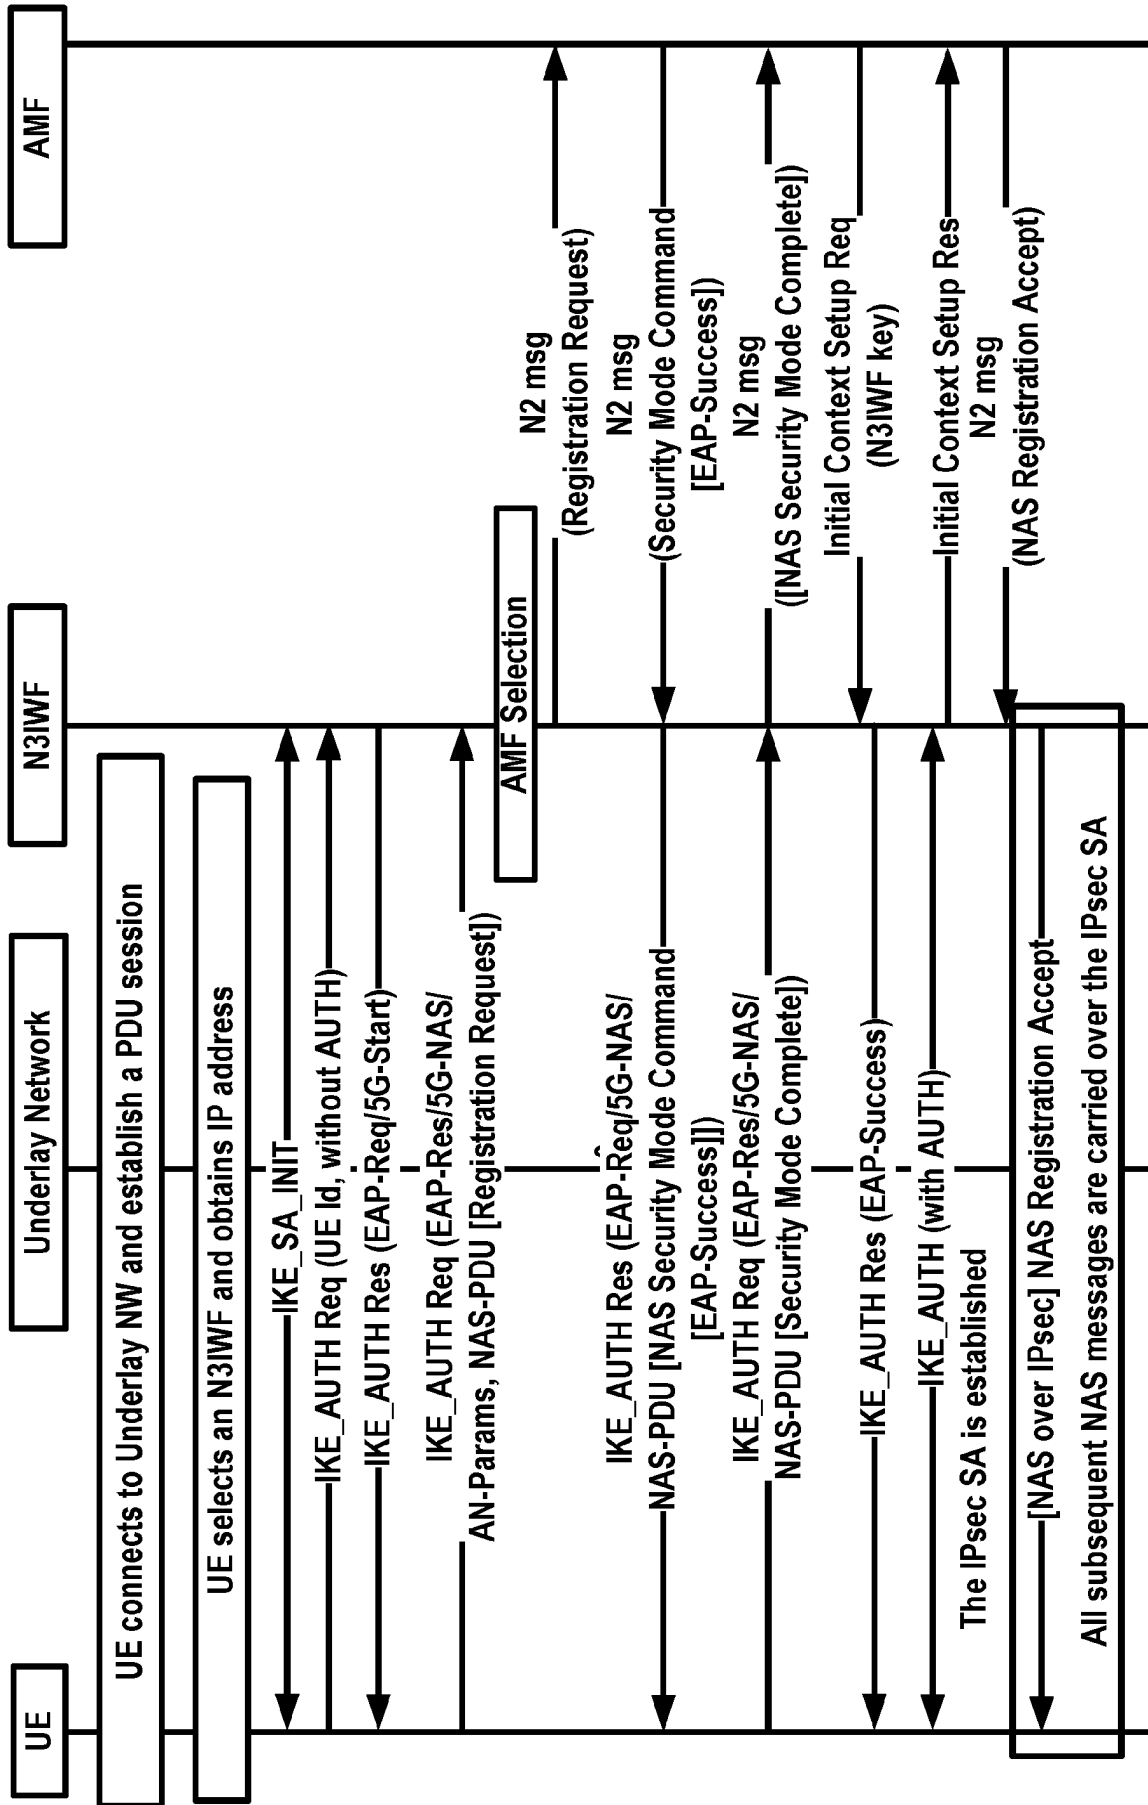 UE
Underlay Network
N3IWF
AMF
UE connects to Underlay NW and establish a PDU session
UE selects an N3IWF and obtains IP address
IKE_SA_INIT
IKE_AUTH Req (UE Id, without AUTH)
IKE_AUTH Res (EAP-Req/5G-Start)
IKE_AUTH Req (EAP-Res/5G-NAS/
AN-Params, NAS-PDU [Registration Request])
AMF Selection
N2 msg
(Registration Request)
IKE_AUTH Res (EAP-Req/5G-NAS/
NAS-PDU [NAS Security Mode Command
[EAP-Success]])
N2 msg
(Security Mode Command
[EAP-Success])
IKE_AUTH Req (EAP-Res/5G-NAS/
NAS-PDU [Security Mode Complete])
N2 msg
([NAS Security Mode Complete])
Initial Context Setup Req
(N3IWF key)
IKE_AUTH Res (EAP-Success)
IKE_AUTH (with AUTH)
The IPsec SA is established
Initial Context Setup Res
N2 msg
(NAS Registration Accept)
[NAS over IPsec] NAS Registration Accept
All subsequent NAS messages are carried over the IPsec SA